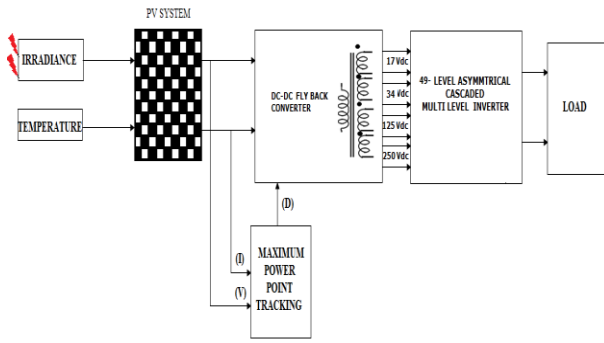 PV SYSTEM
IRRADIANCE
TEMPERATURE
DC-DC FLY BACK
CONVERTER
17 Vdc
34 Vdc
125 Vdc
250 Vdc
49- LEVEL ASYMMTRICAL
CASCADED
MULTI LEVEL INVERTER
LOAD
(D)
(I)
(V)
MAXIMUM
POWER
POINT
TRACKING